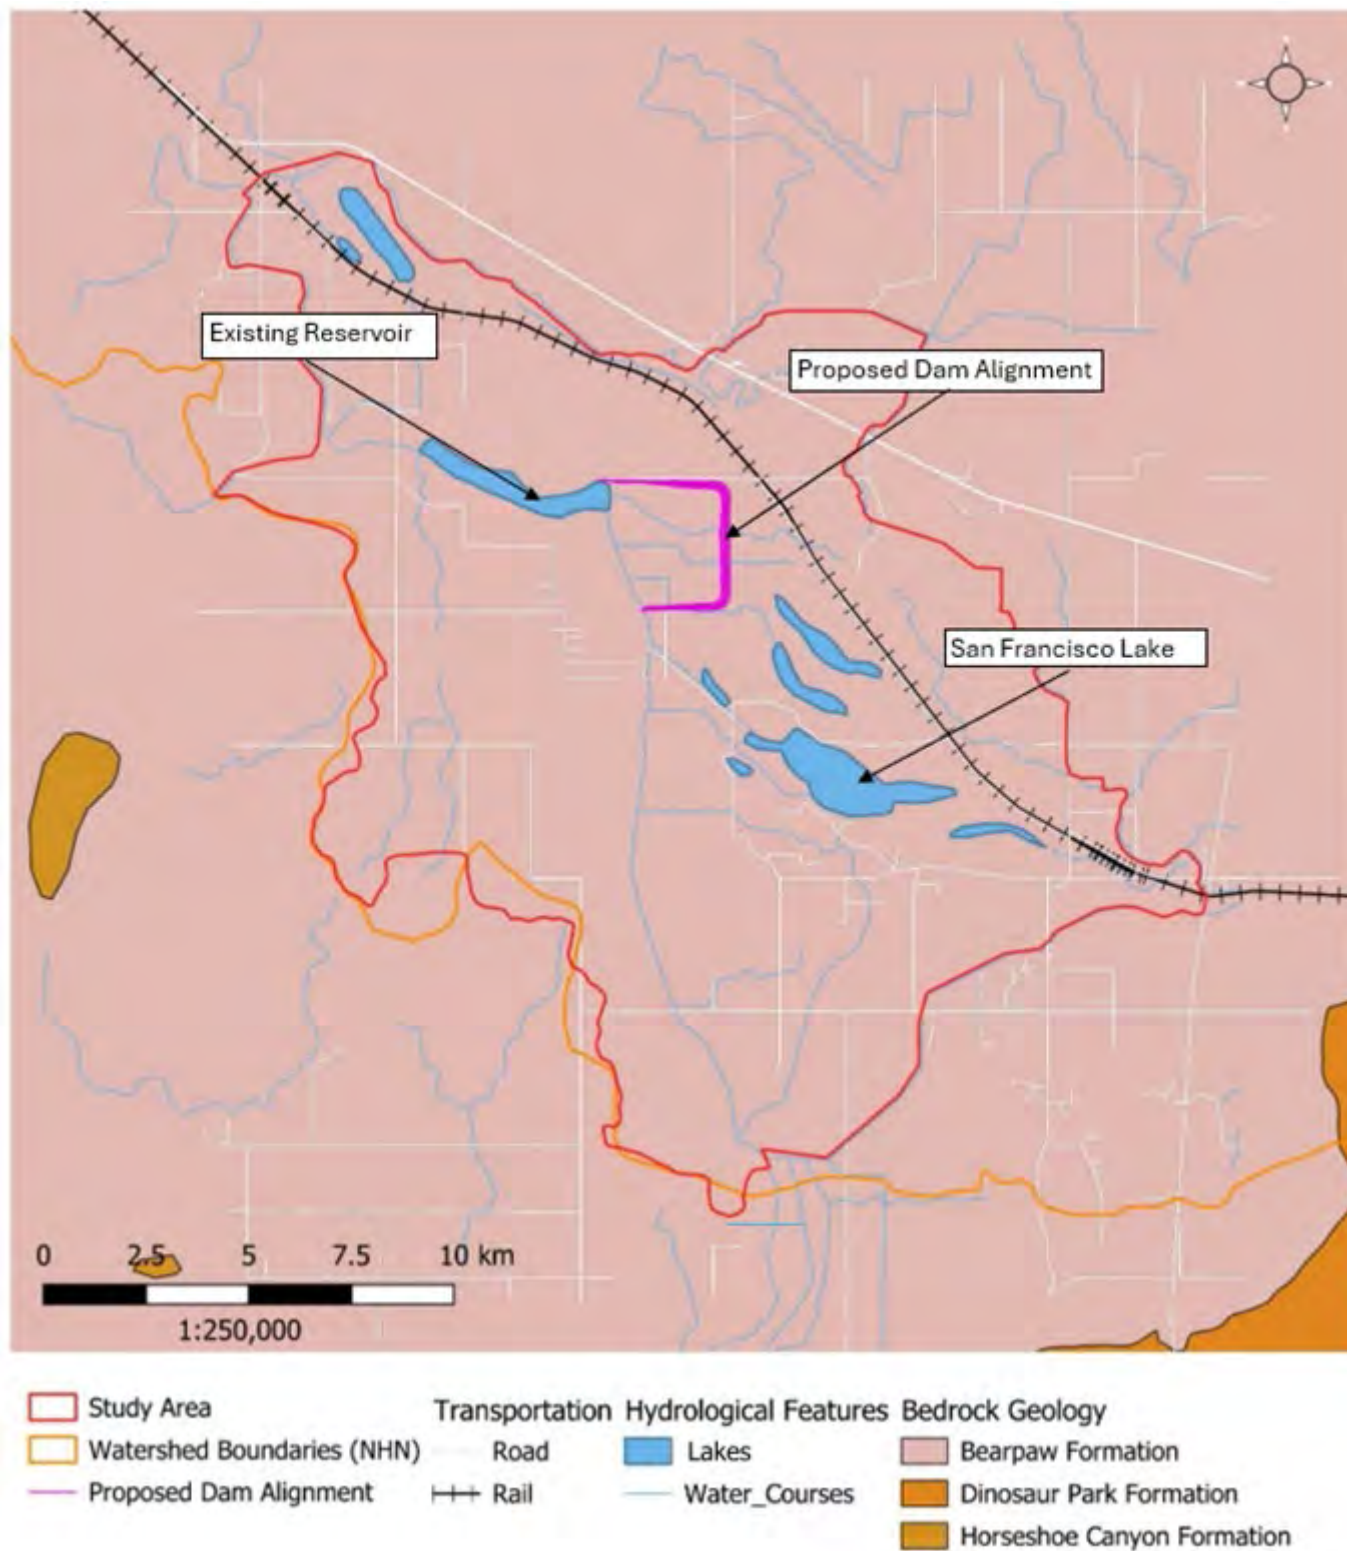 Existing Reservoir
Proposed Dam Alignment
San Francisco Lake
0 2.5 5 7.5 10 km
1:250,000
Study Area
Watershed Boundaries (NHN)
Proposed Dam Alignment
Transportation
Road
Rail
Hydrological Features
Lakes
Water_Courses
Bedrock Geology
Bearpaw Formation
Dinosaur Park Formation
Horseshoe Canyon Formation